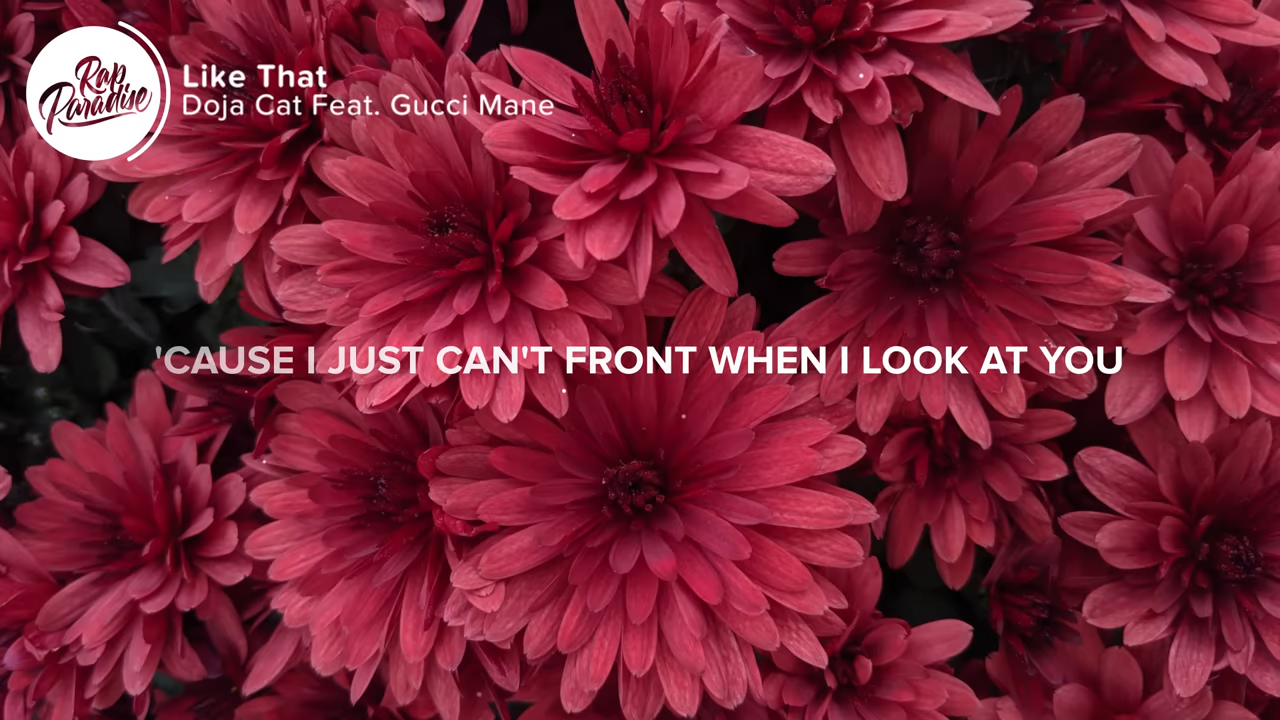 Rap
Paradise
Like That
Doja Cat Feat. Gucci Mane
'CAUSE I JUST CAN'T FRONT WHEN I LOOK AT YOU